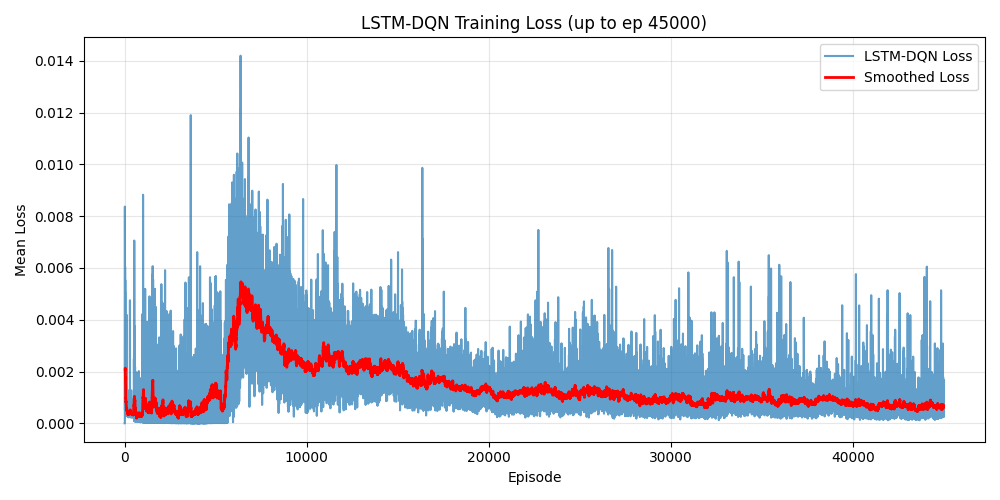 LSTM-DQN Training Loss (up to ep 45000)
LSTM-DQN Loss
Smoothed Loss
Mean Loss
0.014
0.012
0.010
0.008
0.006
0.004
0.002
0.000
0
10000
20000
30000
40000
Episode